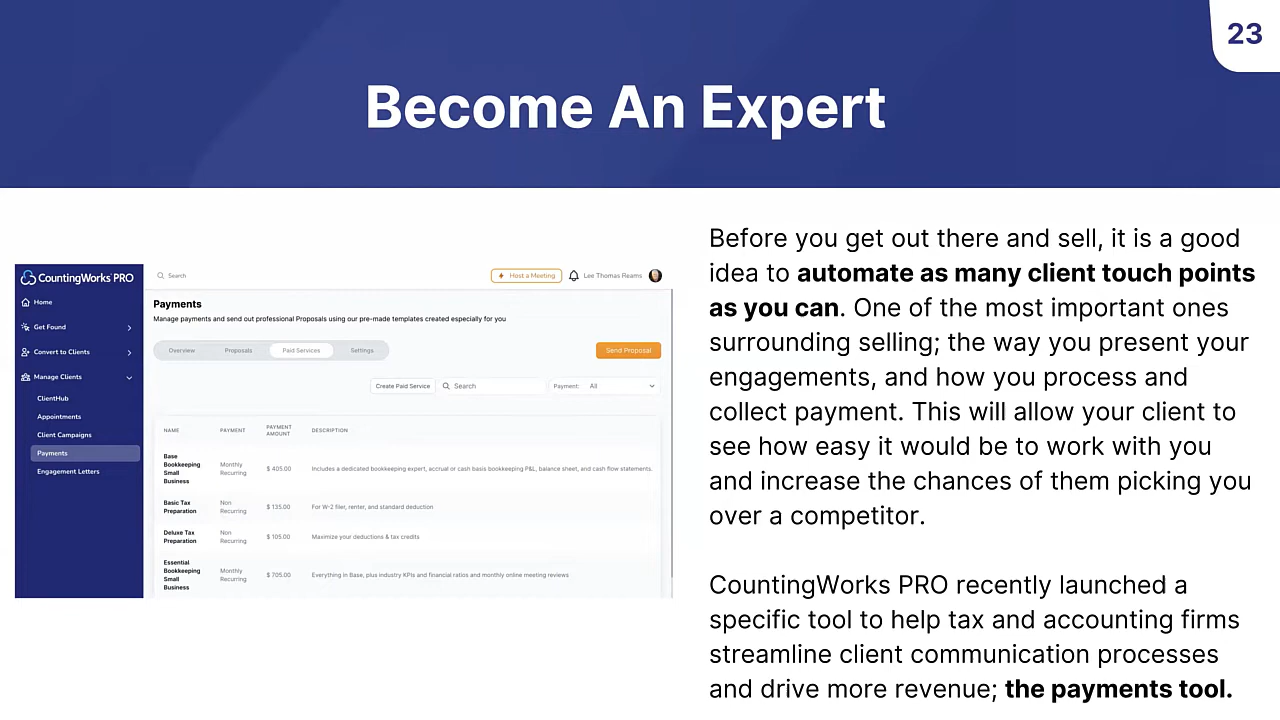 23
Become An Expert
CountingWorks PRO
Home
Get Found
Convert to Clients
Manage Clients
ClientHub
Appointments
Client Campaigns
Payments
Engagement Letters
Search
Host a Meeting
Lee Thomas Reams
Payments
Manage payments and send out professional Proposals using our pre-made templates created especially for you
Overview
Proposals
Paid Services
Settings
Send Proposal
Create Paid Service
Search
Payment: All
NAME
PAYMENT
PAYMENT
AMOUNT
DESCRIPTION
Base
Bookkeeping
Small
Business
Monthly
Recurring
$ 405.00
Includes a dedicated bookkeeping expert, accrual or cash basis bookkeeping P&L, balance sheet, and cash flow statements.
Basic Tax
Preparation
Non
Recurring
$ 135.00
For W-2 filer, renter, and standard deduction
Deluxe Tax
Preparation
Non
Recurring
$ 105.00
Maximize your deductions & tax credits
Essential
Bookkeeping
Small
Business
Monthly
Recurring
$ 705.00
Everything in Base, plus industry KPIs and financial ratios and monthly online meeting reviews
Before you get out there and sell, it is a good
idea to automate as many client touch points
as you can. One of the most important ones
surrounding selling; the way you present your
engagements, and how you process and
collect payment. This will allow your client to
see how easy it would be to work with you
and increase the chances of them picking you
over a competitor.
CountingWorks PRO recently launched a
specific tool to help tax and accounting firms
streamline client communication processes
and drive more revenue; the payments tool.